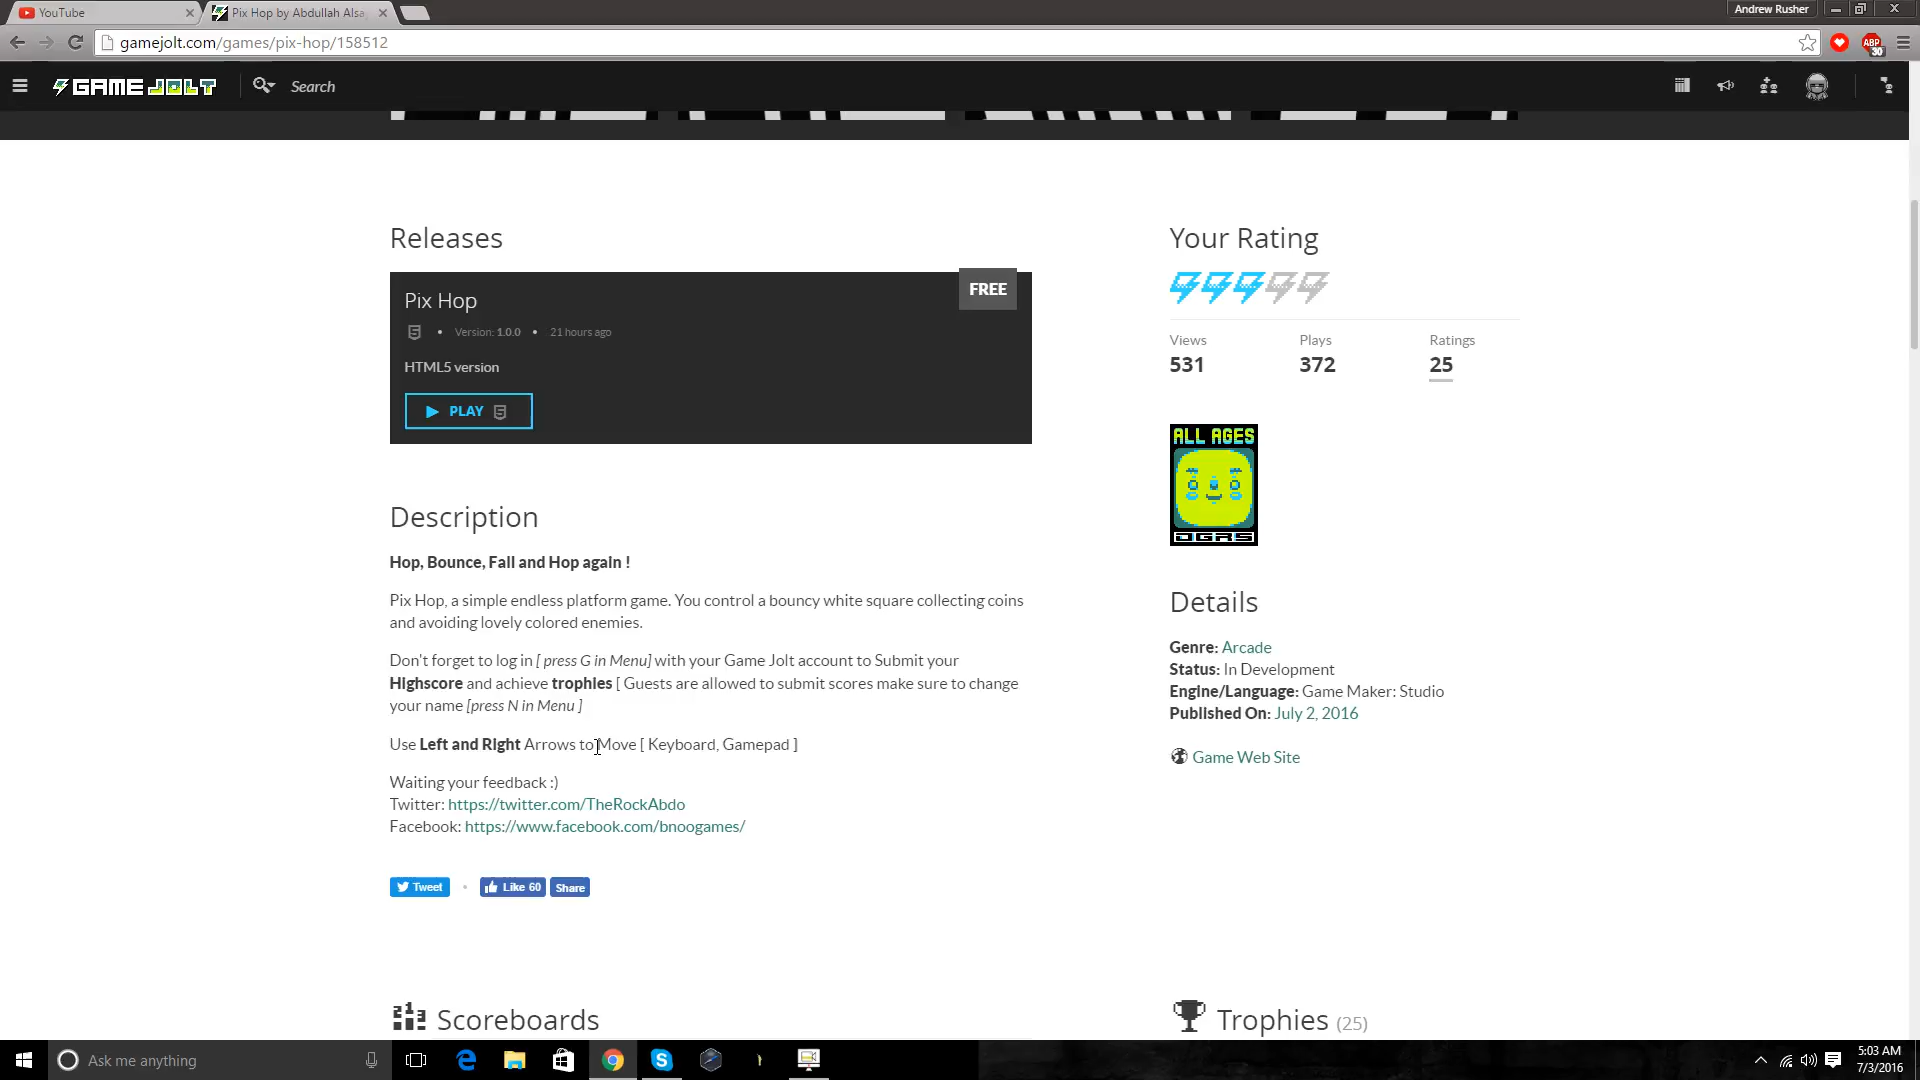 YouTube
Pix Hop by Abdullah Alsa
Andrew Rusher
gamejolt.com/games/pix-hop/158512
ABP
30
GAME JOLT
Search
Releases
Your Rating
Pix Hop
FREE
Version: 1.0.0 • 21 hours ago
HTML5 version
PLAY
Views
Plays
Ratings
531
372
25
ALL AGES
DGRS
Description
Hop, Bounce, Fall and Hop again !
Pix Hop, a simple endless platform game. You control a bouncy white square collecting coins
and avoiding lovely colored enemies.
Don't forget to log in [ press G in Menu] with your Game Jolt account to Submit your
Highscore and achieve trophies [ Guests are allowed to submit scores make sure to change
your name [press N in Menu ]
Use Left and Right Arrows to Move [ Keyboard, Gamepad ]
Waiting your feedback :)
Twitter: https://twitter.com/TheRockAbdo
Facebook: https://www.facebook.com/bnoogames/
Details
Genre: Arcade
Status: In Development
Engine/Language: Game Maker: Studio
Published On: July 2, 2016
Game Web Site
Tweet
Like 60
Share
Scoreboards
Trophies (25)
Ask me anything
5:03 AM
7/3/2016